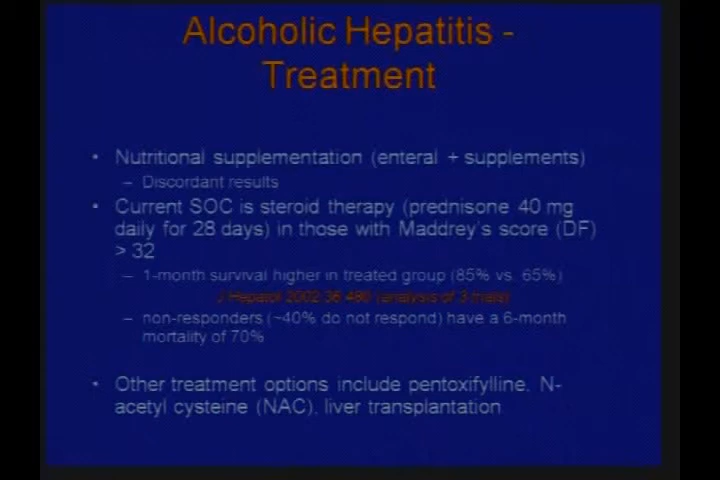 Alcoholic Hepatitis -
Treatment
• Nutritional supplementation (enteral + supplements)
– Discordant results
• Current SOC is steroid therapy (prednisone 40 mg
daily for 28 days) in those with Maddrey's score (DF)
> 32
– 1-month survival higher in treated group (85% vs. 65%)
J Hepatol 2002 36 480 (analysis of 3 trials)
– non-responders (~40% do not respond) have a 6-month
mortality of 70%
• Other treatment options include pentoxifylline, N-
acetyl cysteine (NAC), liver transplantation